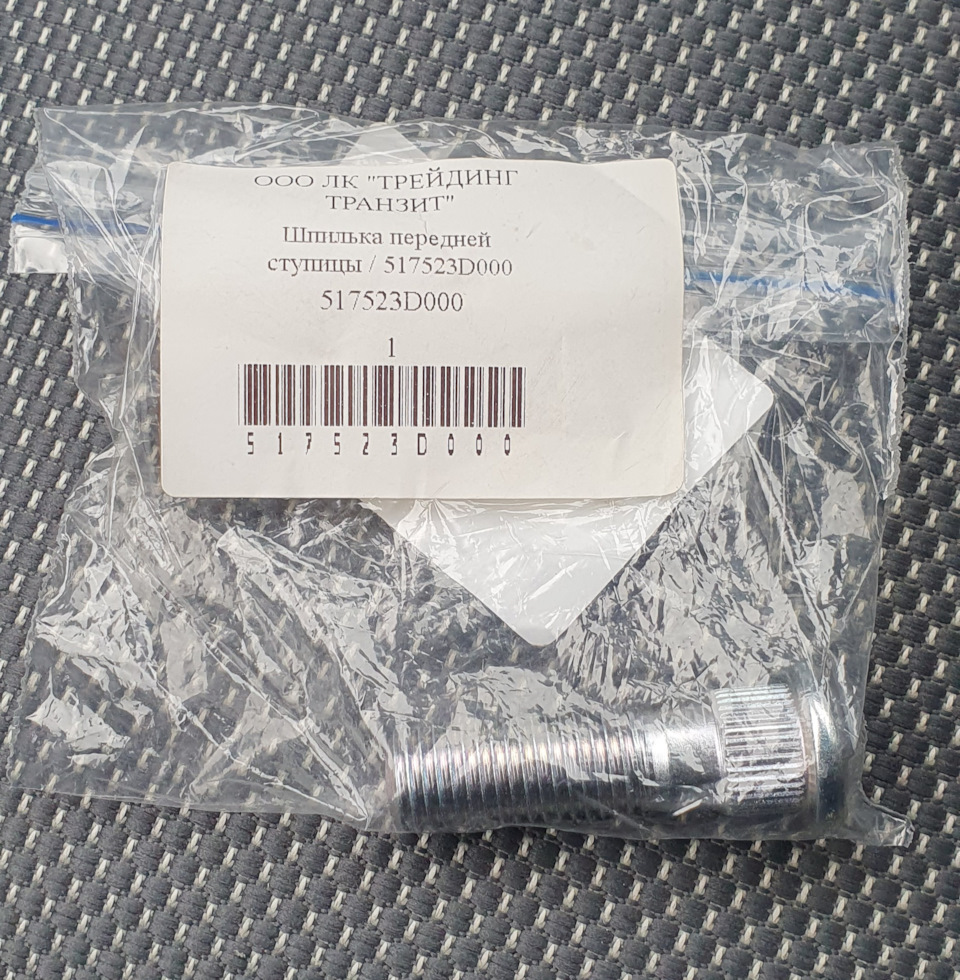 ООО ЛК "ТРЕЙДИНГ
ТРАНЗИТ"
Шпилька передней
ступицы / 517523D000
517523D000
1
517523D000